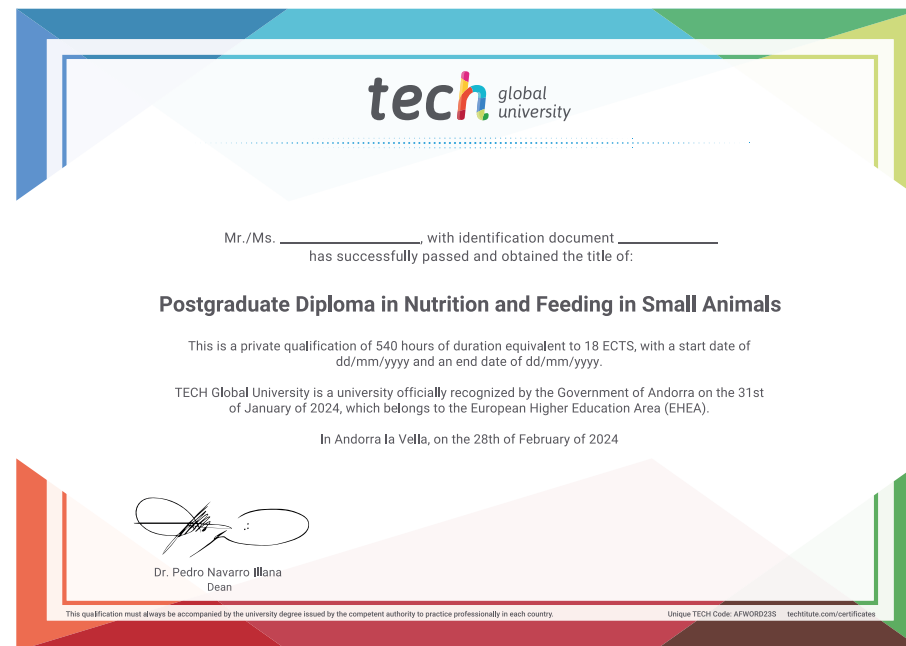 tech global university
Mr./Ms. ____________, with identification document ____________
has successfully passed and obtained the title of:
Postgraduate Diploma in Nutrition and Feeding in Small Animals
This is a private qualification of 540 hours of duration equivalent to 18 ECTS, with a start date of
dd/mm/yyyy and an end date of dd/mm/yyyy.
TECH Global University is a university officially recognized by the Government of Andorra on the 31st
of January of 2024, which belongs to the European Higher Education Area (EHEA).
In Andorra la Vella, on the 28th of February of 2024
Dr. Pedro Navarro Illana
Dean
This qualification must always be accompanied by the university degree issued by the competent authority to practice professionally in each country.
Unique TECH Code: AFWORD23S techtitute.com/certificates